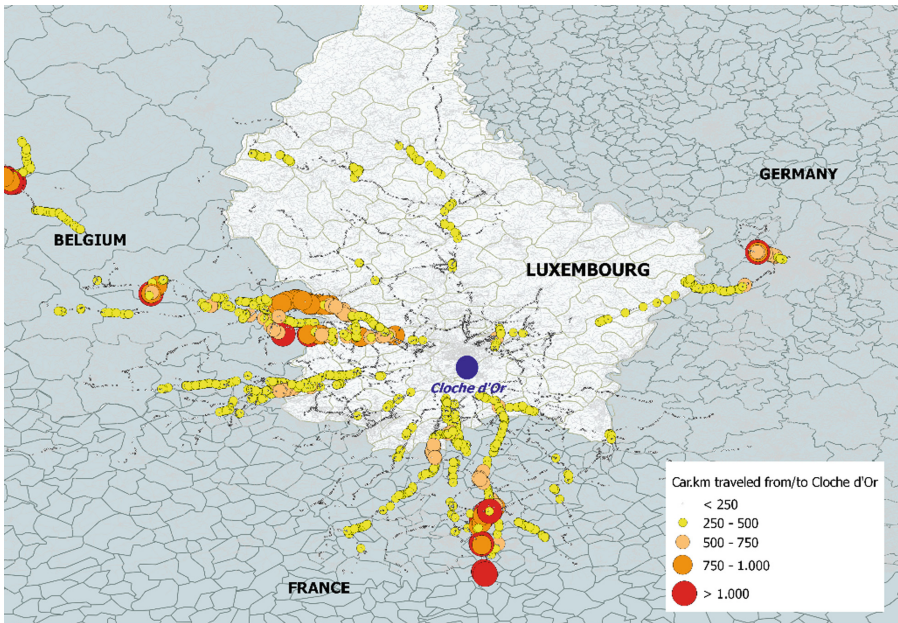 GERMANY
BELGIUM
LUXEMBOURG
Cloche d'Or
FRANCE
Car.km traveled from/to Cloche d'Or
< 250
250 - 500
500 - 750
750 - 1.000
> 1.000